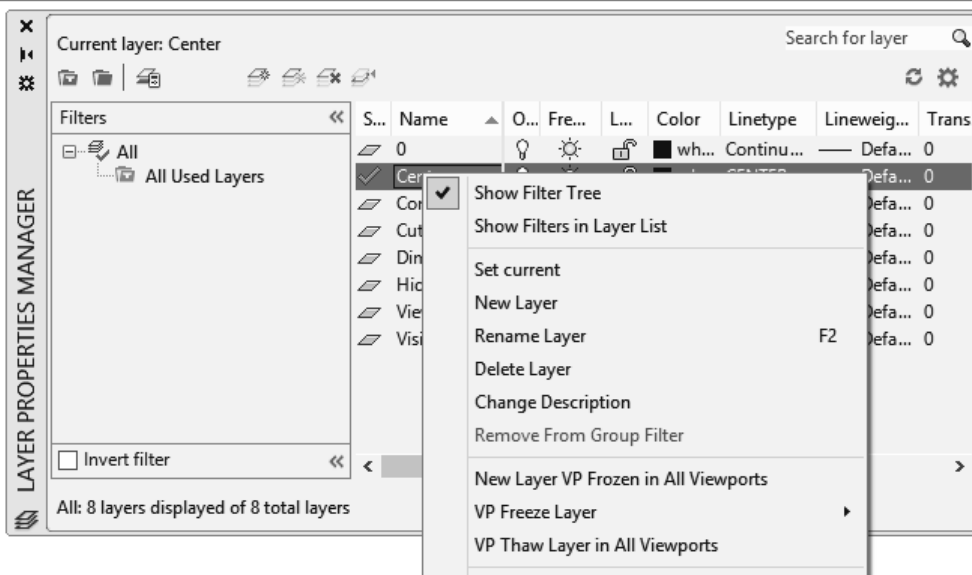 Current layer: Center
Search for layer
Filters
S... Name O... Fre... L... Color Linetype Lineweig... Trans
All
All Used Layers
0 wh... Continu... Defa... 0
Cen CENTER Defa... 0
Cor Defa... 0
Cut Defa... 0
Dim Defa... 0
Hid Defa... 0
Vie Defa... 0
Visi Defa... 0
Show Filter Tree
Show Filters in Layer List
Set current
New Layer
Rename Layer F2
Delete Layer
Change Description
Remove From Group Filter
New Layer VP Frozen in All Viewports
VP Freeze Layer
VP Thaw Layer in All Viewports
Invert filter
All: 8 layers displayed of 8 total layers
LAYER PROPERTIES MANAGER